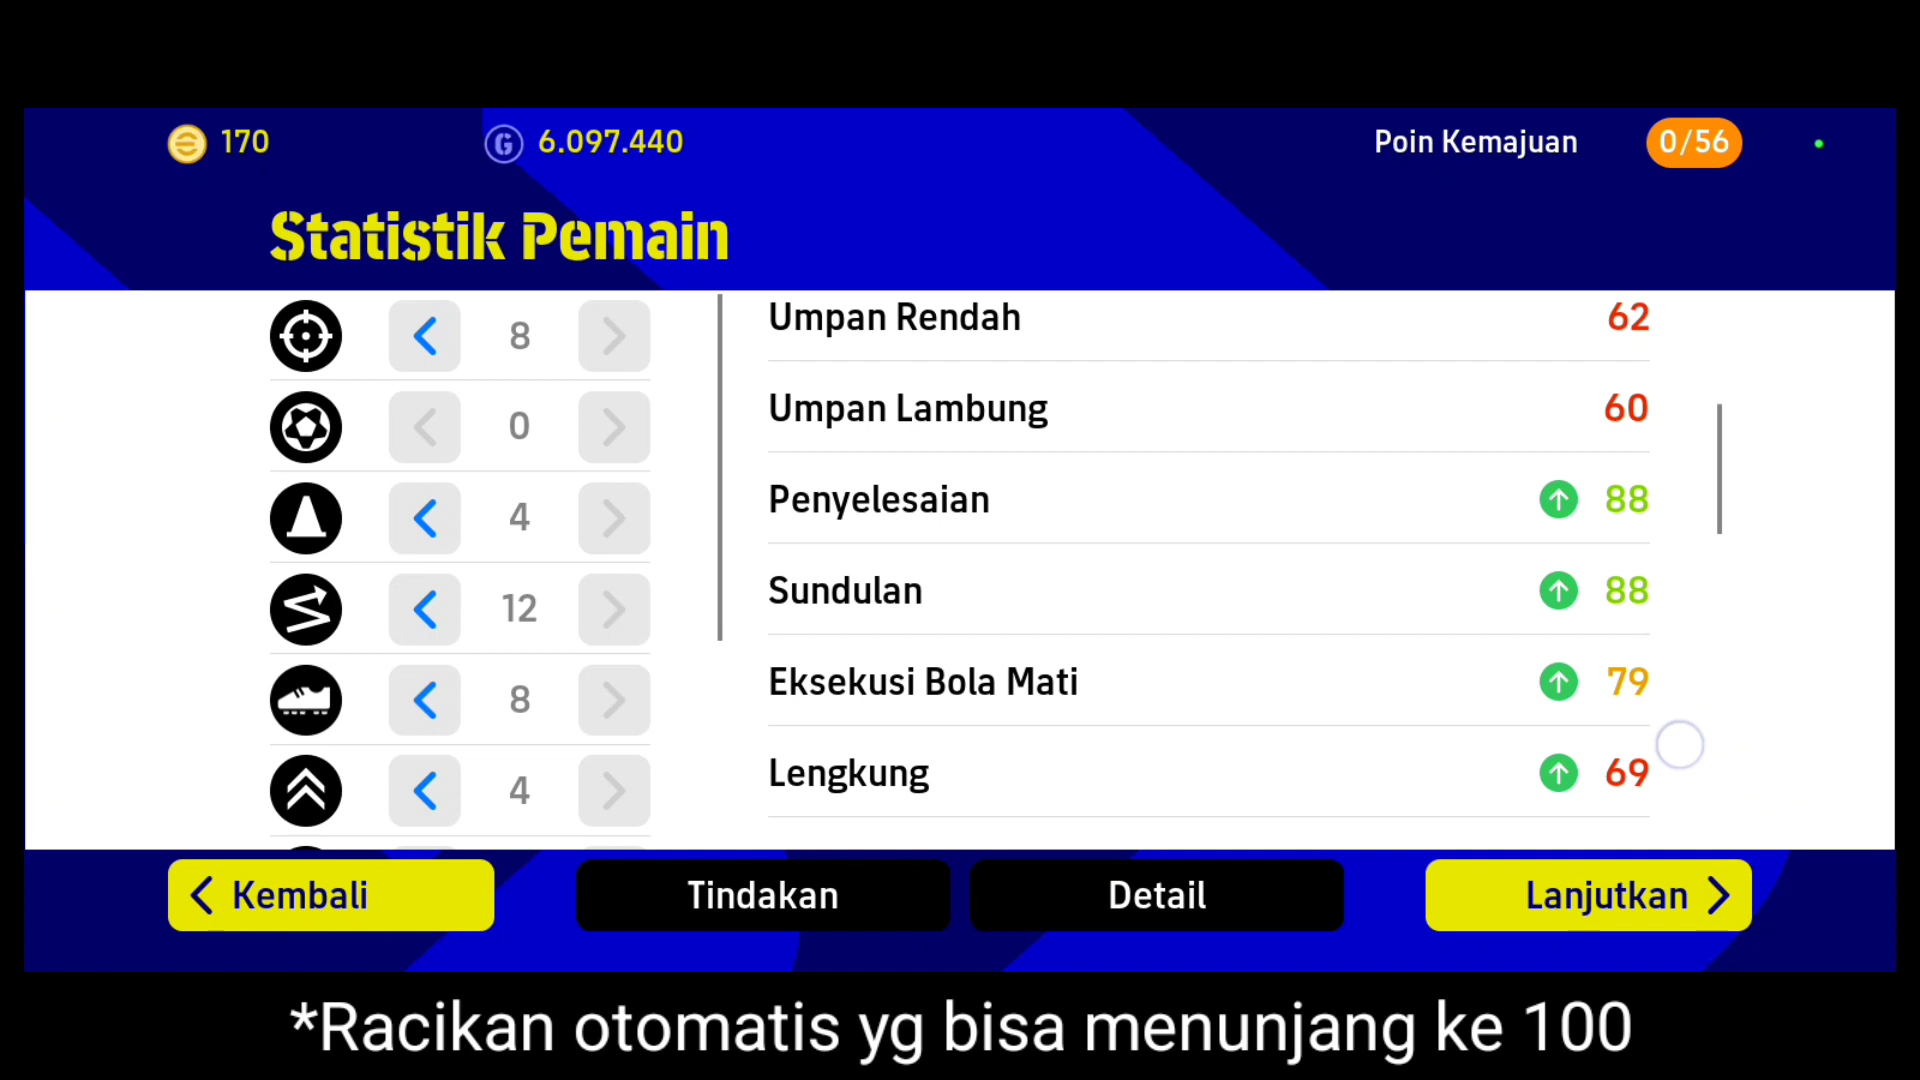 170
6.097.440
Poin Kemajuan
0/56
Statistik Pemain
8
0
4
12
8
4
Umpan Rendah 62
Umpan Lambung 60
Penyelesaian 88
Sundulan 88
Eksekusi Bola Mati 79
Lengkung 69
Kembali
Tindakan
Detail
Lanjutkan
*Racikan otomatis yg bisa menunjang ke 100